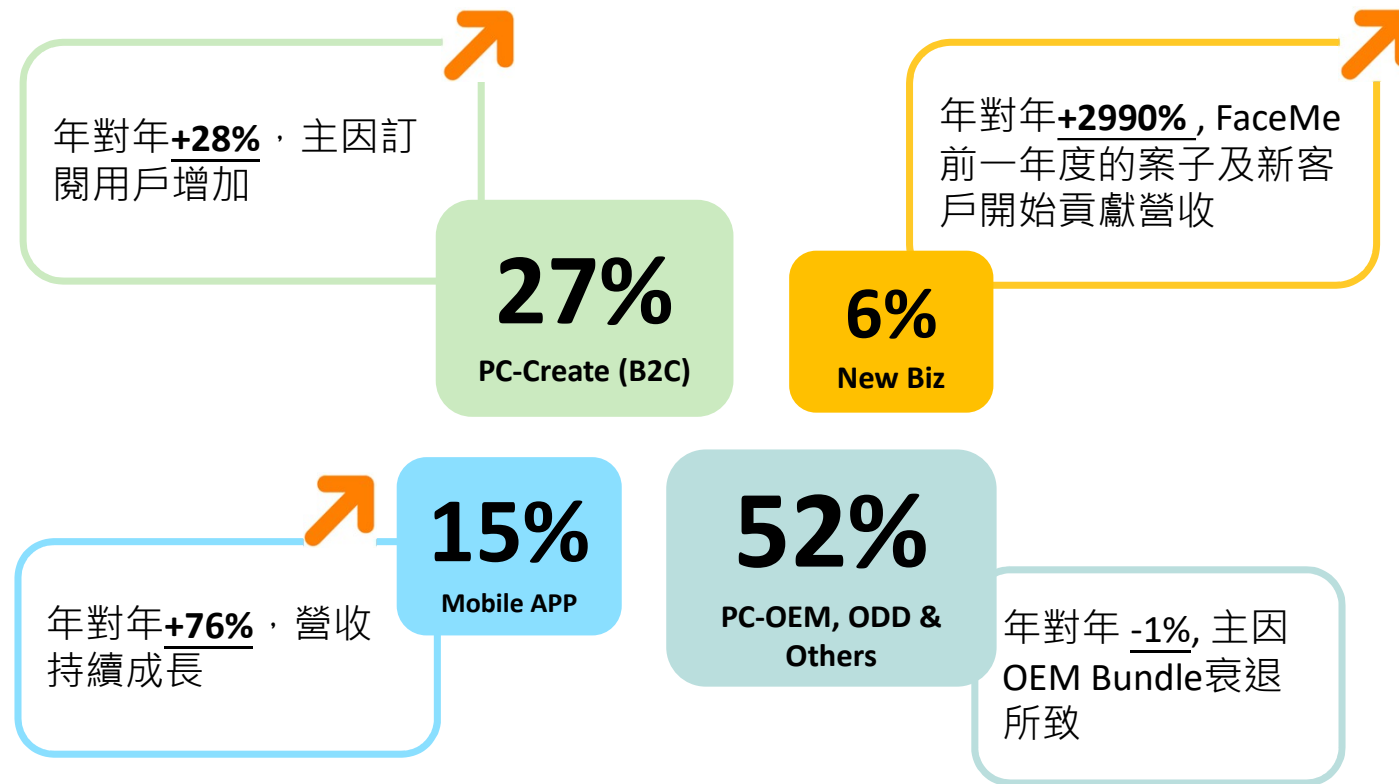 年對年+28%，主因訂
閱用戶增加
27%
PC-Create (B2C)
年對年+2990% , FaceMe
前一年度的案子及新客
戶開始貢獻營收
6%
New Biz
年對年+76%，營收
持續成長
15%
Mobile APP
52%
PC-OEM, ODD &
Others
年對年 -1%, 主因
OEM Bundle衰退
所致